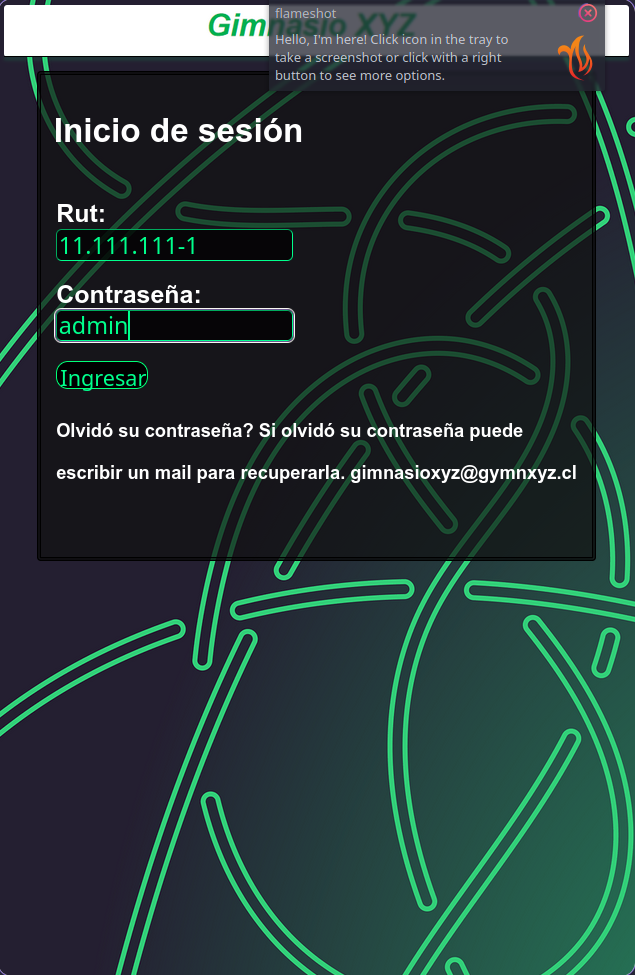 Gimnasio XYZ
flameshot
Hello, I'm here! Click icon in the tray to
take a screenshot or click with a right
button to see more options.
Inicio de sesión
Rut:
11.111.111-1
Contraseña:
admin
Ingresar
Olvidó su contraseña? Si olvidó su contraseña puede
escribir un mail para recuperarla. gimnasioxyz@gymnxyz.cl